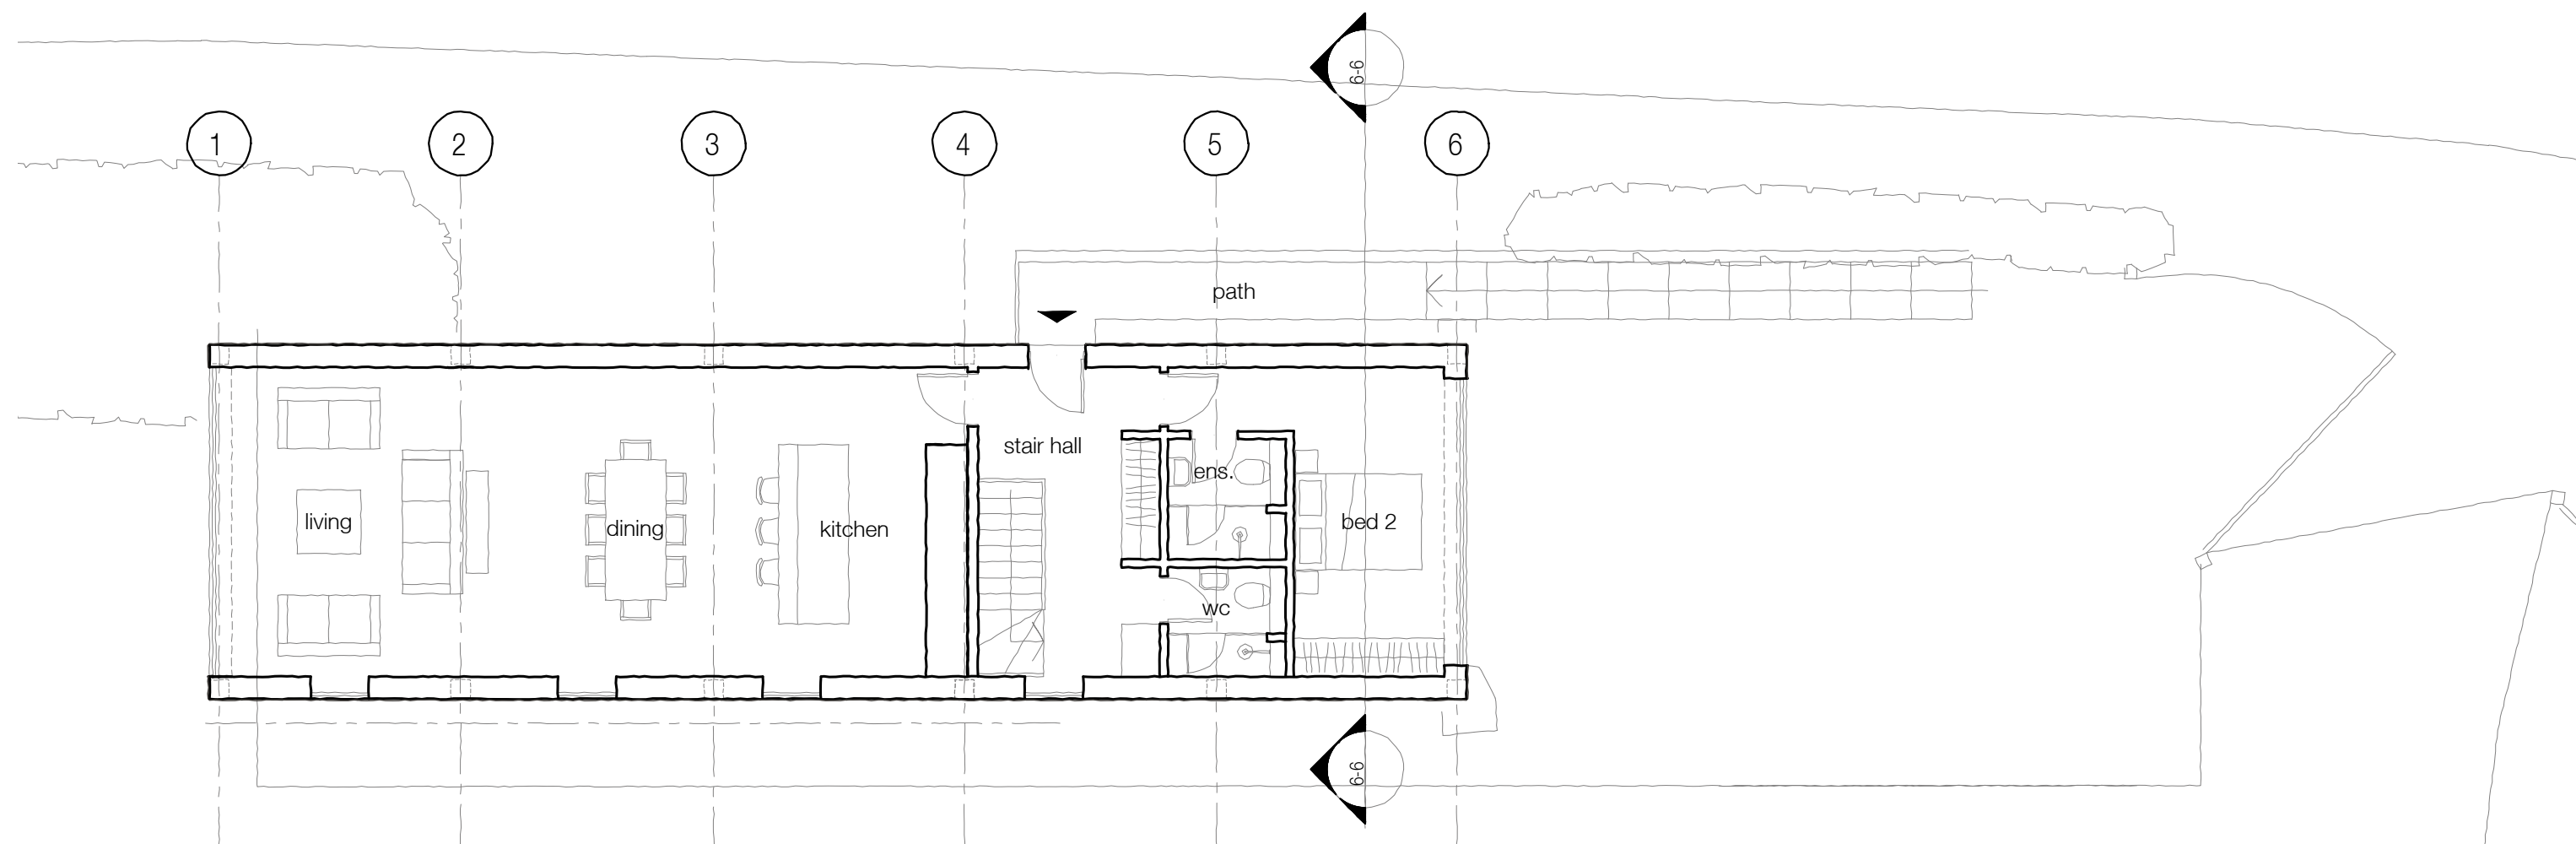 6-6
1
2
3
4
5
6
path
stair hall
ens.
living
dining
kitchen
bed 2
wc
6-6